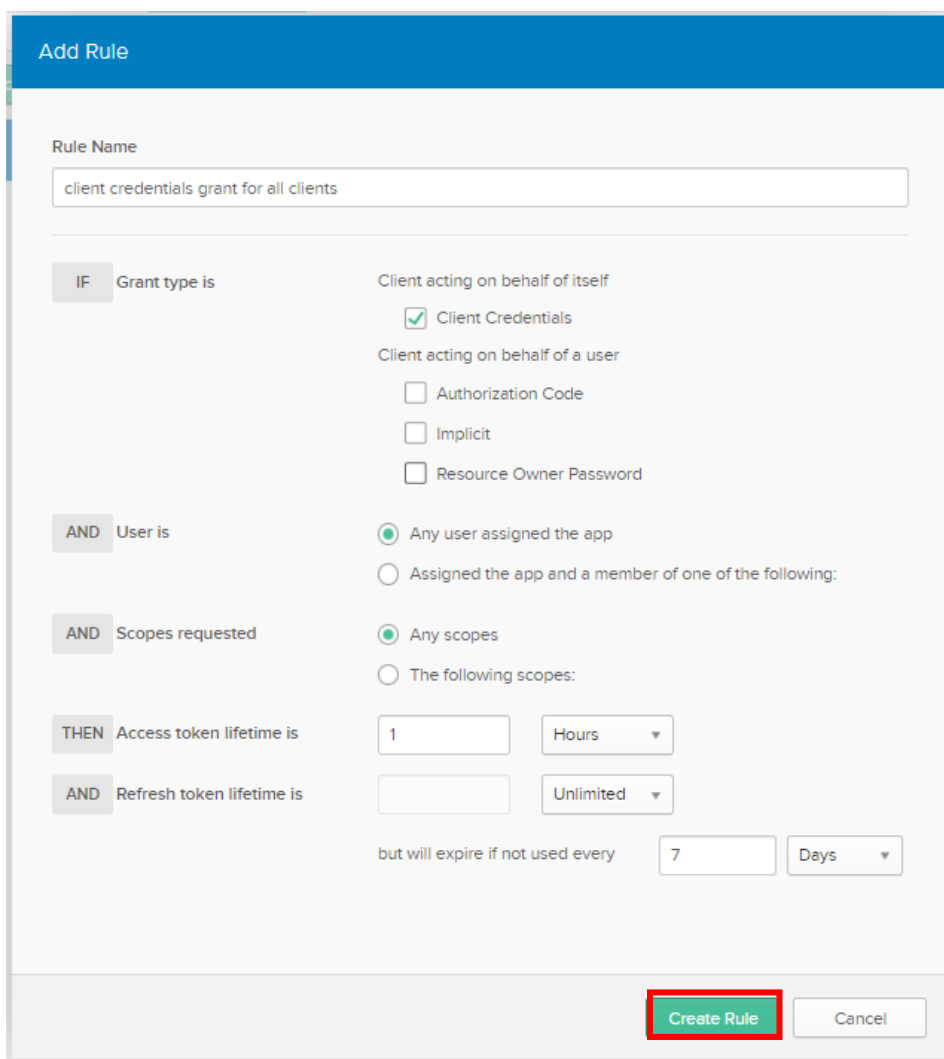 Add Rule
Rule Name
client credentials grant for all clients
IF Grant type is Client acting on behalf of itself
Client Credentials
Client acting on behalf of a user
Authorization Code
Implicit
Resource Owner Password
AND User is Any user assigned the app
Assigned the app and a member of one of the following:
AND Scopes requested Any scopes
The following scopes:
THEN Access token lifetime is 1 Hours
AND Refresh token lifetime is Unlimited
but will expire if not used every 7 Days
Create Rule Cancel